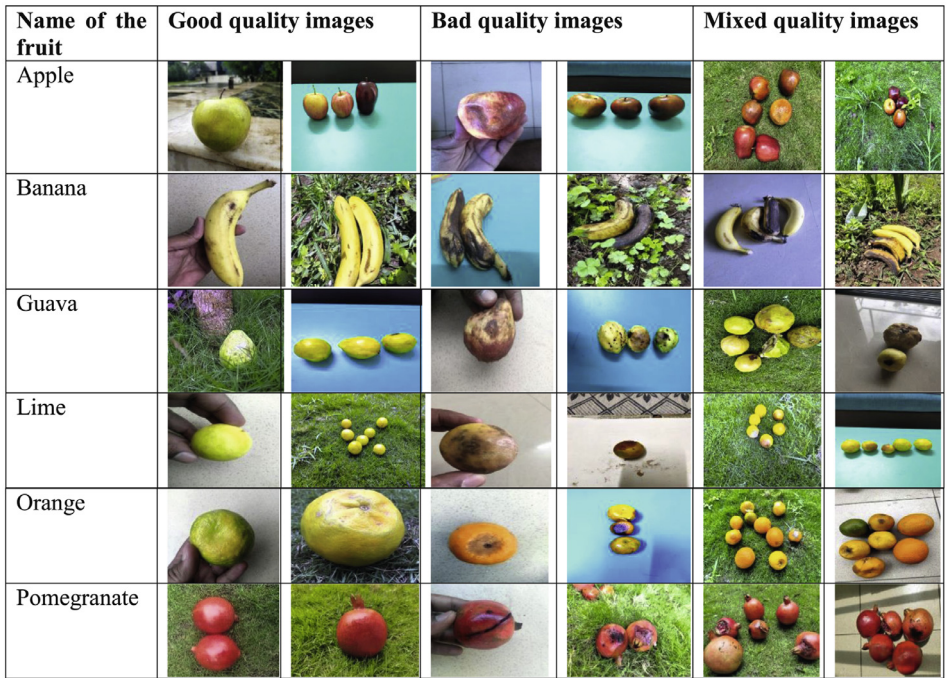 Name of the
fruit
Good quality images
Bad quality images
Mixed quality images
Apple
Banana
Guava
Lime
Orange
Pomegranate